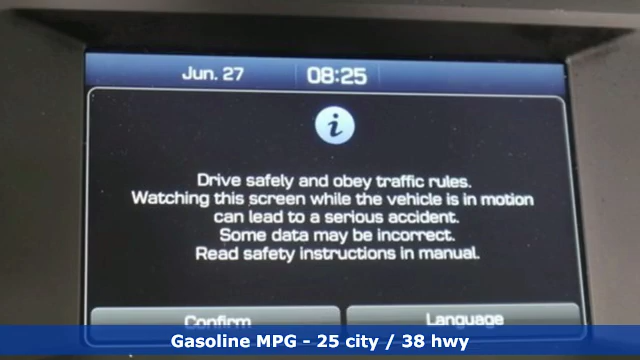 Jun. 27 08:25
i
Drive safely and obey traffic rules.
Watching this screen while the vehicle is in motion
can lead to a serious accident.
Some data may be incorrect.
Read safety instructions in manual.
Confirm Language
Gasoline MPG - 25 city / 38 hwy